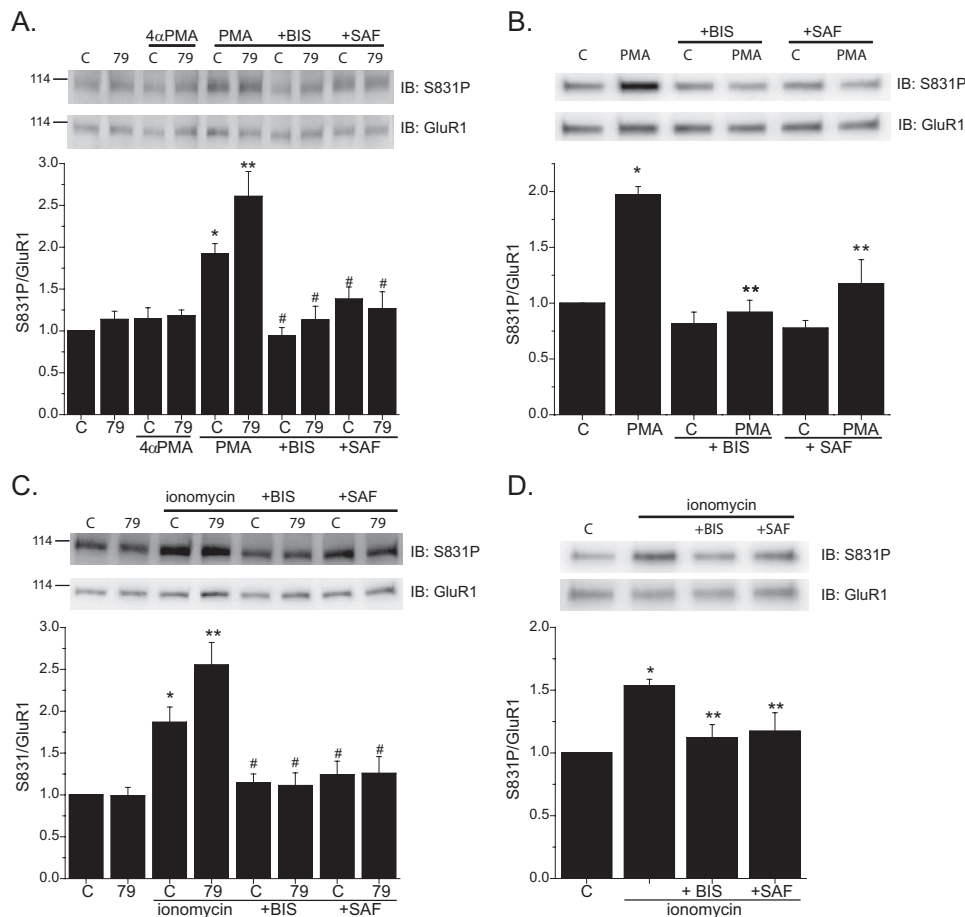 A.
4αPMA PMA +BIS +SAF
C 79 C 79 C 79 C 79 C 79
114
IB: S831P
114
IB: GluR1
S831P/GluR1
3.0
2.5
2.0
1.5
1.0
0.5
0.0
* ** # # # #
C 79 C 79 C 79 C 79 C 79
4αPMA PMA +BIS +SAF
B.
+BIS +SAF
C PMA C PMA C PMA
IB: S831P
IB: GluR1
S831P/GluR1
2.0
1.5
1.0
0.5
0.0
* ** **
C PMA C PMA C PMA
+ BIS + SAF
C.
ionomycin +BIS +SAF
C 79 C 79 C 79 C 79
114
IB: S831P
114
IB: GluR1
S831/GluR1
3.0
2.5
2.0
1.5
1.0
0.5
0.0
* ** # # # #
C 79 C 79 C 79 C 79
ionomycin +BIS +SAF
D.
ionomycin
C +BIS +SAF
IB: S831P
IB: GluR1
S831P/GluR1
2.0
1.5
1.0
0.5
0.0
* ** **
C + BIS +SAF
ionomycin